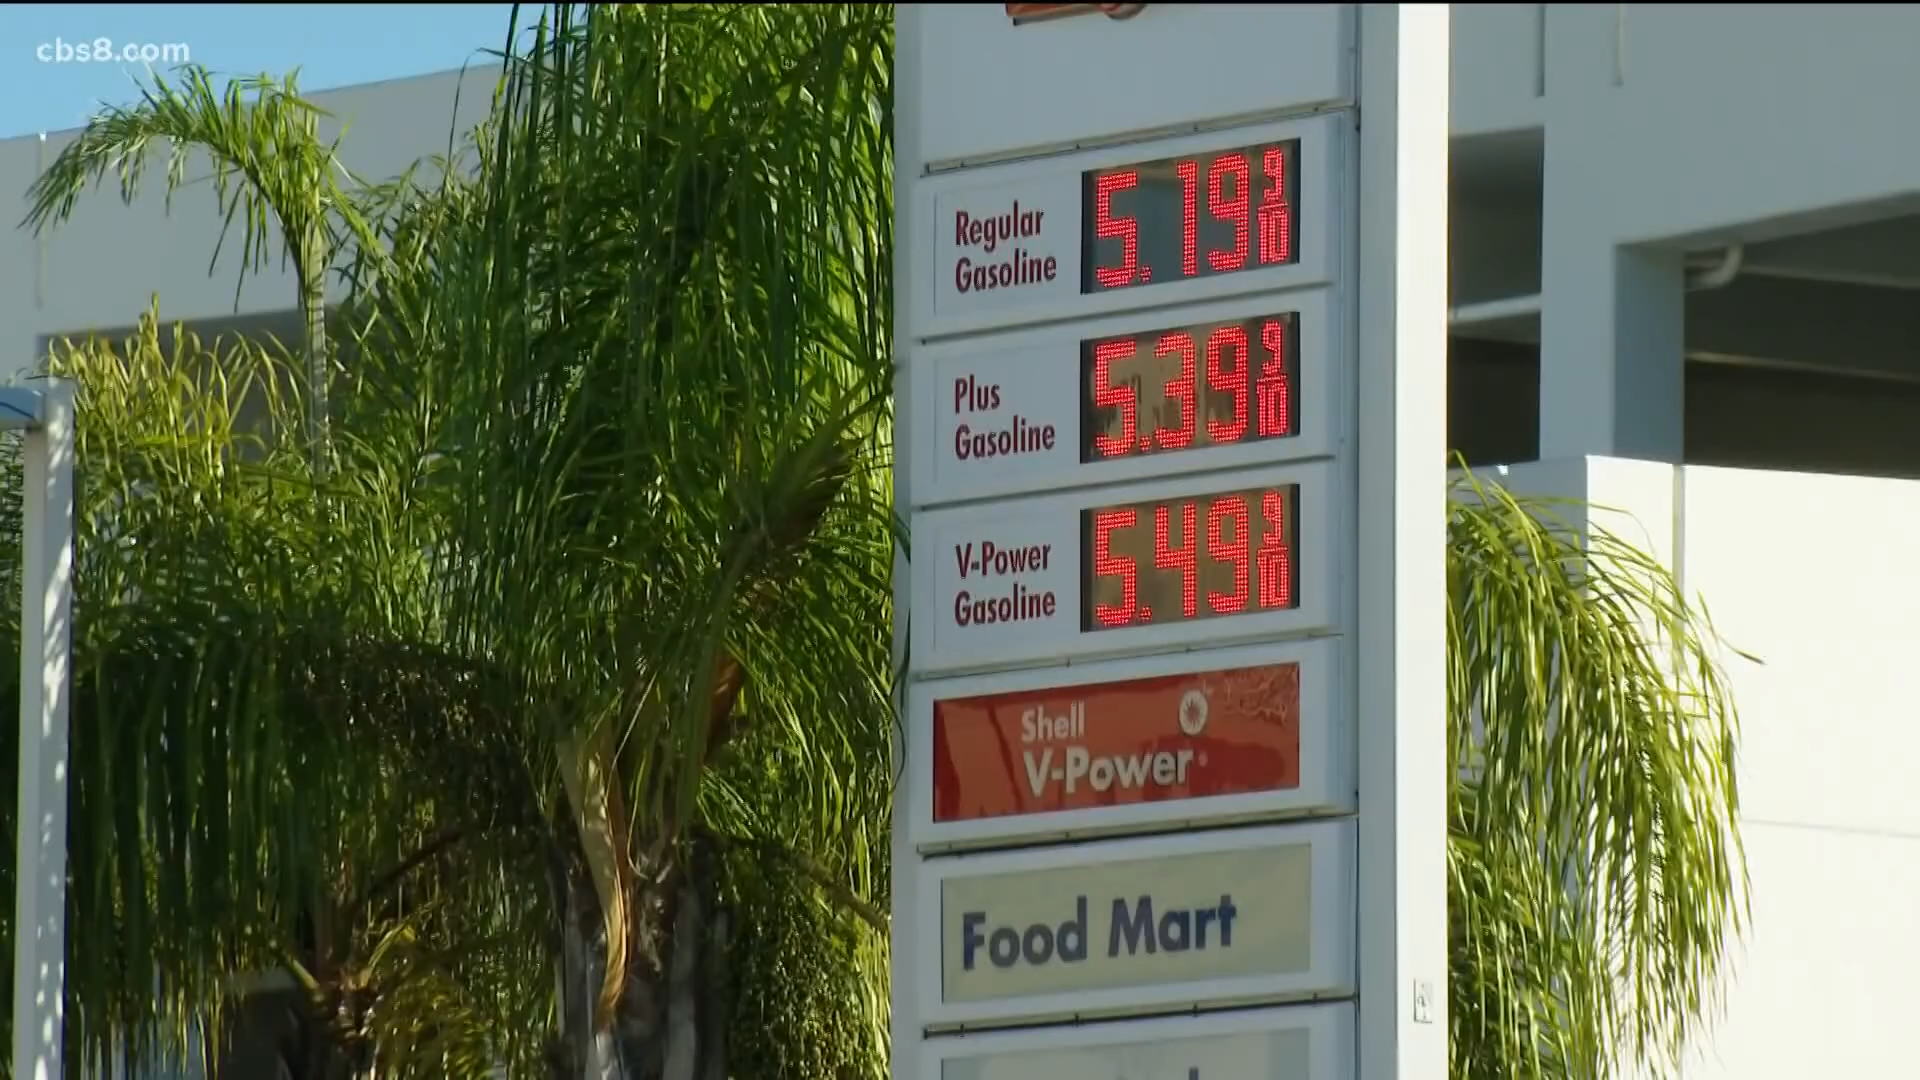 cbs8.com
Regular
Gasoline
5.19 9/10
Plus
Gasoline
5.39 9/10
V-Power
Gasoline
5.49 9/10
Shell
V-Power
Food Mart